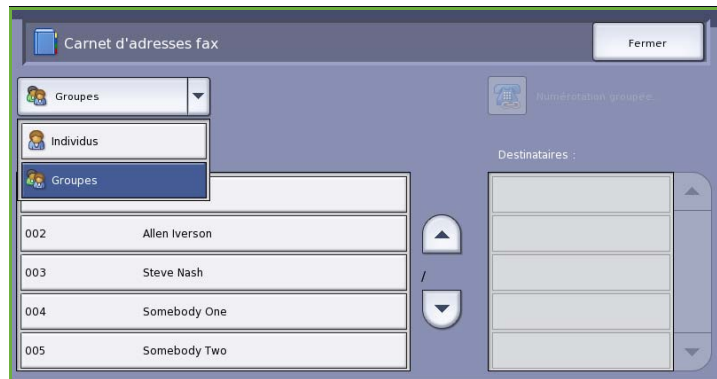 Carnet d'adresses fax
Fermer
Groupes
Numérotation groupée
Individus
Groupes
Destinataires :
002 Allen Iverson
003 Steve Nash
/
004 Somebody One
005 Somebody Two